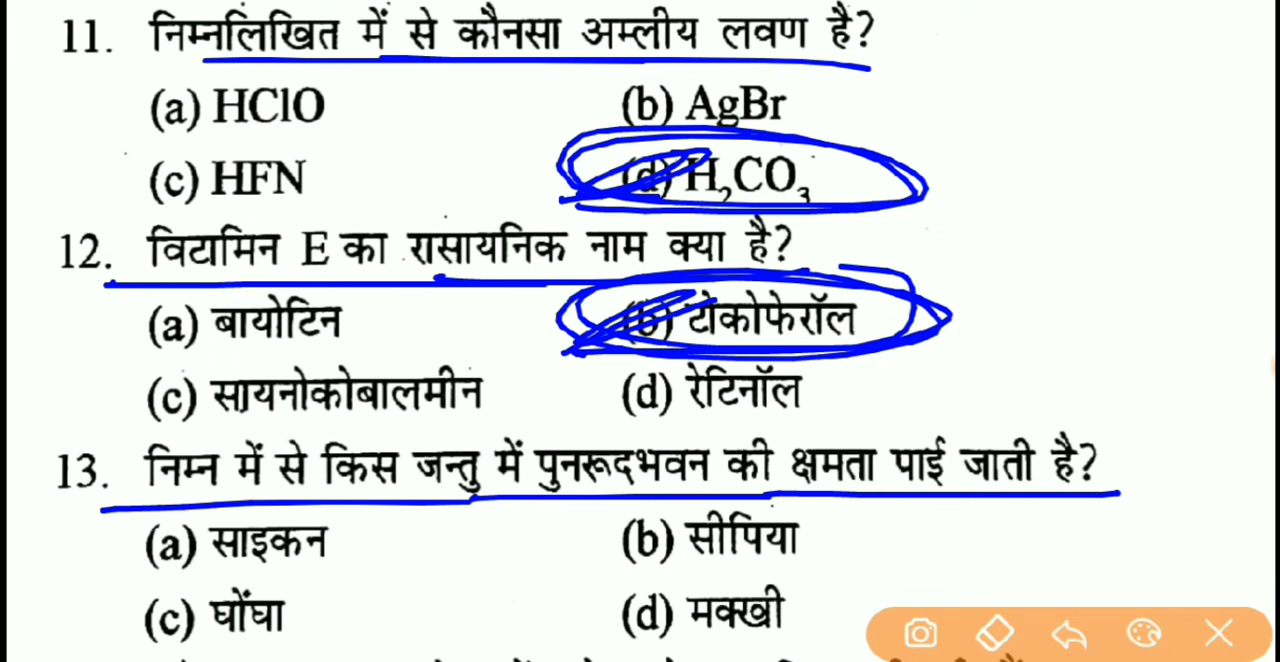 11. निम्नलिखित में से कौनसा अम्लीय लवण है?
(a) HClO (b) AgBr
(c) HFN (d) H₂CO₃
12. विटामिन E का रासायनिक नाम क्या है?
(a) बायोटिन (b) टोकोफेरॉल
(c) सायनोकोबालमीन (d) रेटिनॉल
13. निम्न में से किस जन्तु में पुनरूदभवन की क्षमता पाई जाती है?
(a) साइकन (b) सीपिया
(c) घोंघा (d) मक्खी